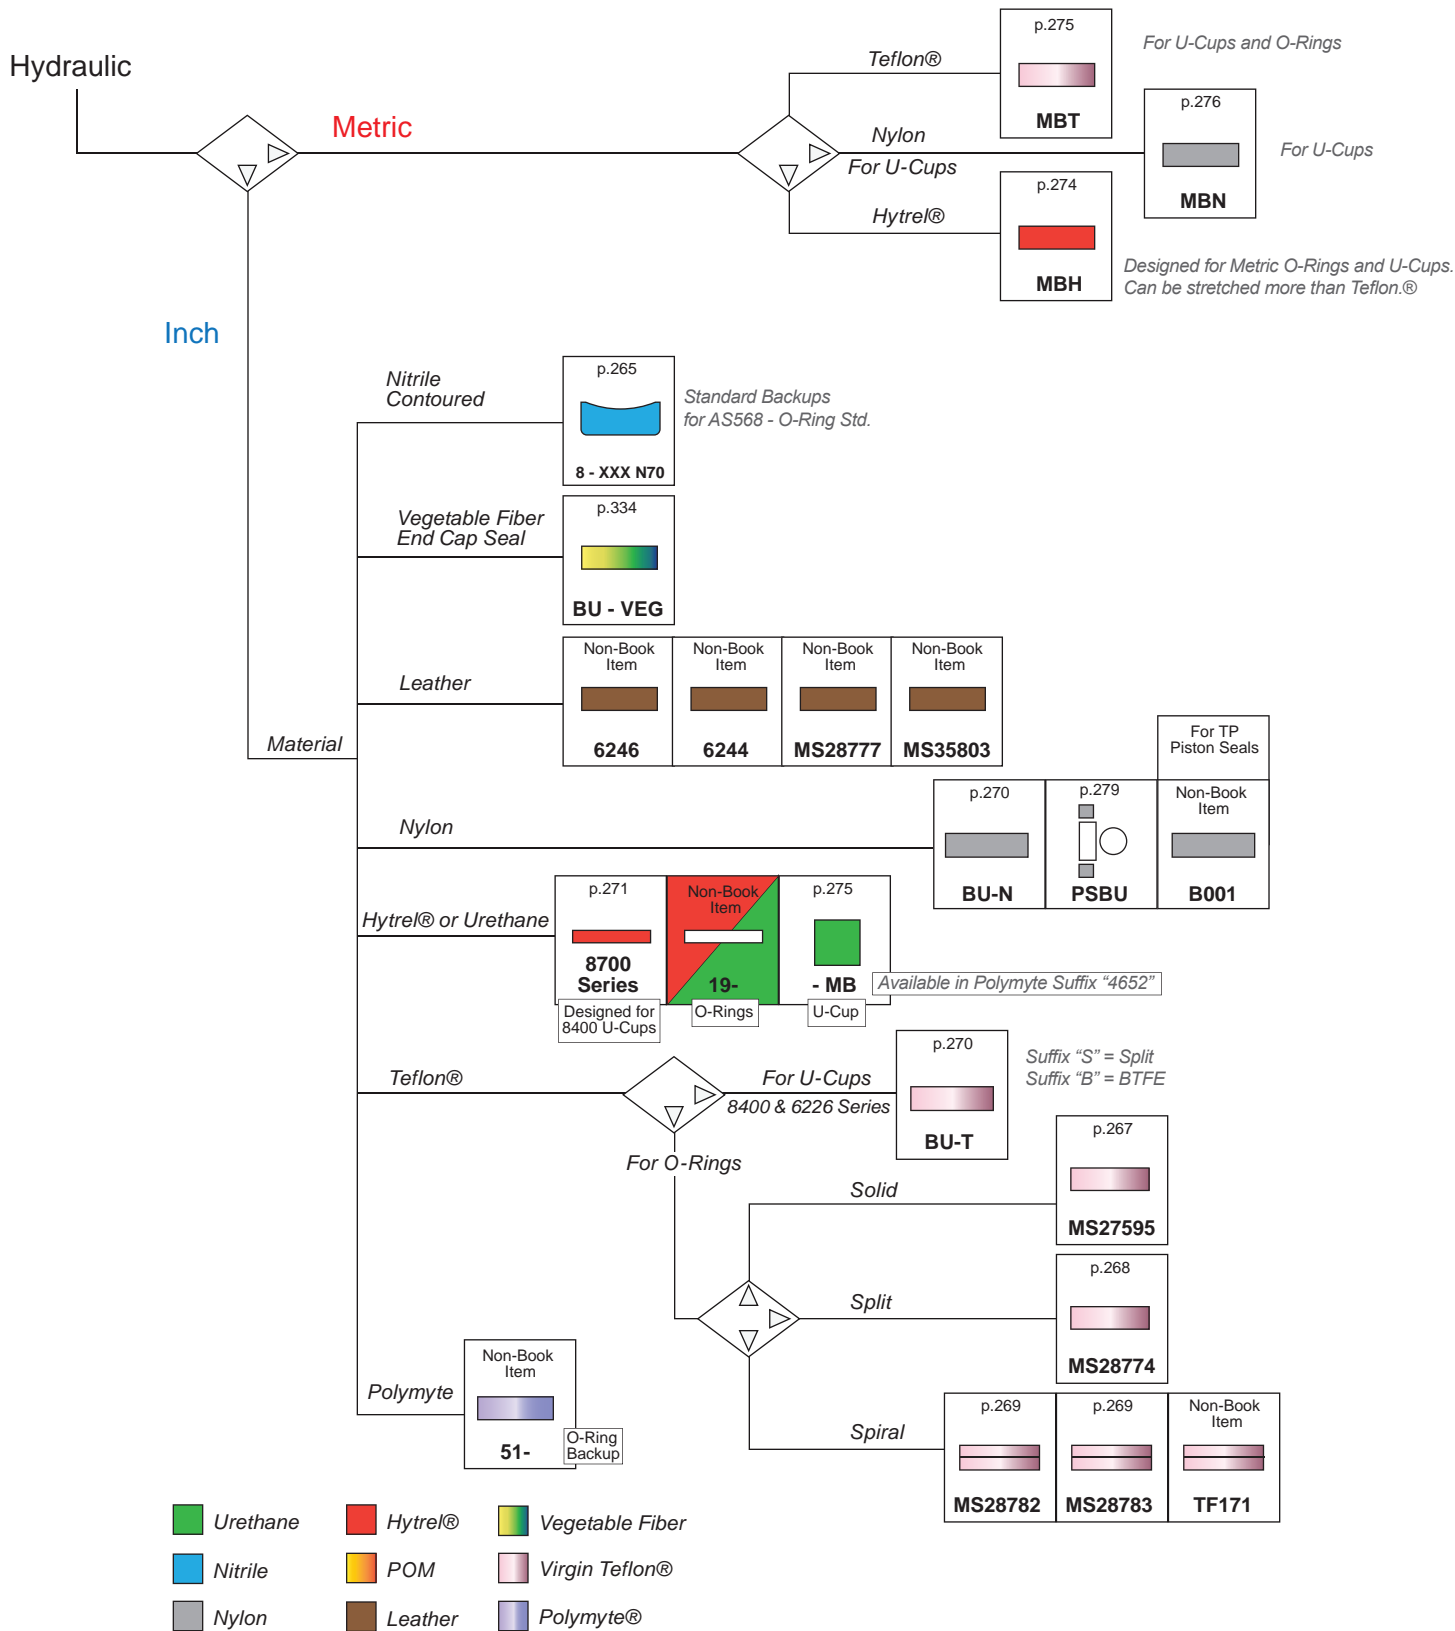 Hydraulic
Metric
Teflon®
p.275
MBT
For U-Cups and O-Rings
Nylon
For U-Cups
p.276
MBN
For U-Cups
Hytrel®
p.274
MBH
Designed for Metric O-Rings and U-Cups.
Can be stretched more than Teflon.®
Inch
Material
Nitrile
Contoured
p.265
8 - XXX N70
Standard Backups
for AS568 - O-Ring Std.
Vegetable Fiber
End Cap Seal
p.334
BU - VEG
Leather
Non-Book
Item
6246
Non-Book
Item
6244
Non-Book
Item
MS28777
Non-Book
Item
MS35803
Nylon
p.270
BU-N
p.279
PSBU
For TP
Piston Seals
Non-Book
Item
B001
Hytrel® or Urethane
p.271
8700
Series
Designed for
8400 U-Cups
Non-Book
Item
19-
O-Rings
p.275
- MB
U-Cup
Available in Polymyte Suffix “4652”
Teflon®
For U-Cups
8400 & 6226 Series
p.270
BU-T
Suffix “S” = Split
Suffix “B” = BTFE
For O-Rings
Solid
p.267
MS27595
Split
p.268
MS28774
Spiral
p.269
MS28782
p.269
MS28783
Non-Book
Item
TF171
Polymyte
Non-Book
Item
51-
O-Ring
Backup
Urethane
Hytrel®
Vegetable Fiber
Nitrile
POM
Virgin Teflon®
Nylon
Leather
Polymyte®